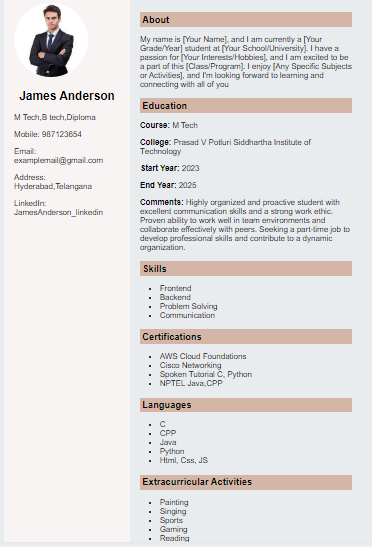 James Anderson
M Tech,B tech,Diploma
Mobile: 987123654
Email:
examplemail@gmail.com
Address:
Hyderabad,Telangana
LinkedIn:
JamesAnderson_linkedin
About
My name is [Your Name], and I am currently a [Your
Grade/Year] student at [Your School/University]. I have a
passion for [Your Interests/Hobbies], and I am excited to be
a part of this [Class/Program]. I enjoy [Any Specific Subjects
or Activities], and I'm looking forward to learning and
connecting with all of you
Education
Course: M Tech
College: Prasad V Potluri Siddhartha Institute of
Technology
Start Year: 2023
End Year: 2025
Comments: Highly organized and proactive student with
excellent communication skills and a strong work ethic.
Proven ability to work well in team environments and
collaborate effectively with peers. Seeking a part-time job to
develop professional skills and contribute to a dynamic
organization.
Skills
• Frontend
• Backend
• Problem Solving
• Communication
Certifications
• AWS Cloud Foundations
• Cisco Networking
• Spoken Tutorial C, Python
• NPTEL Java,CPP
Languages
• C
• CPP
• Java
• Python
• Html, Css, JS
Extracurricular Activities
• Painting
• Singing
• Sports
• Gaming
• Reading